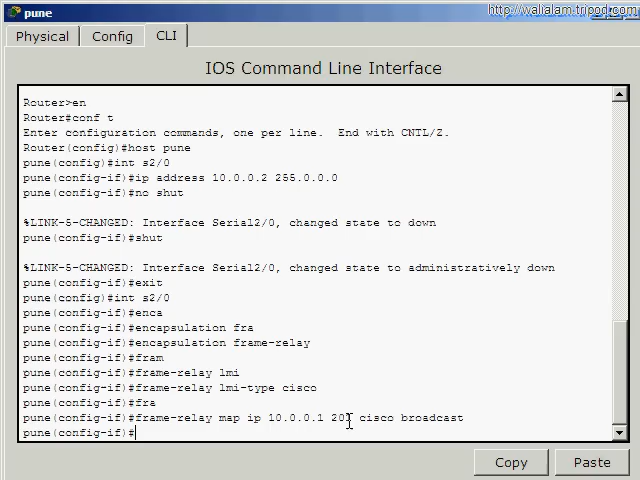 pune
http://walialam.tripod.com
Physical Config CLI
IOS Command Line Interface
Router>en
Router#conf t
Enter configuration commands, one per line. End with CNTL/Z.
Router(config)#host pune
pune(config)#int s2/0
pune(config-if)#ip address 10.0.0.2 255.0.0.0
pune(config-if)#no shut
%LINK-5-CHANGED: Interface Serial2/0, changed state to down
pune(config-if)#shut
%LINK-5-CHANGED: Interface Serial2/0, changed state to administratively down
pune(config-if)#exit
pune(config)#int s2/0
pune(config-if)#enca
pune(config-if)#encapsulation fra
pune(config-if)#encapsulation frame-relay
pune(config-if)#fram
pune(config-if)#frame-relay lmi
pune(config-if)#frame-relay lmi-type cisco
pune(config-if)#fra
pune(config-if)#frame-relay map ip 10.0.0.1 cisco broadcast
pune(config-if)#
Copy Paste